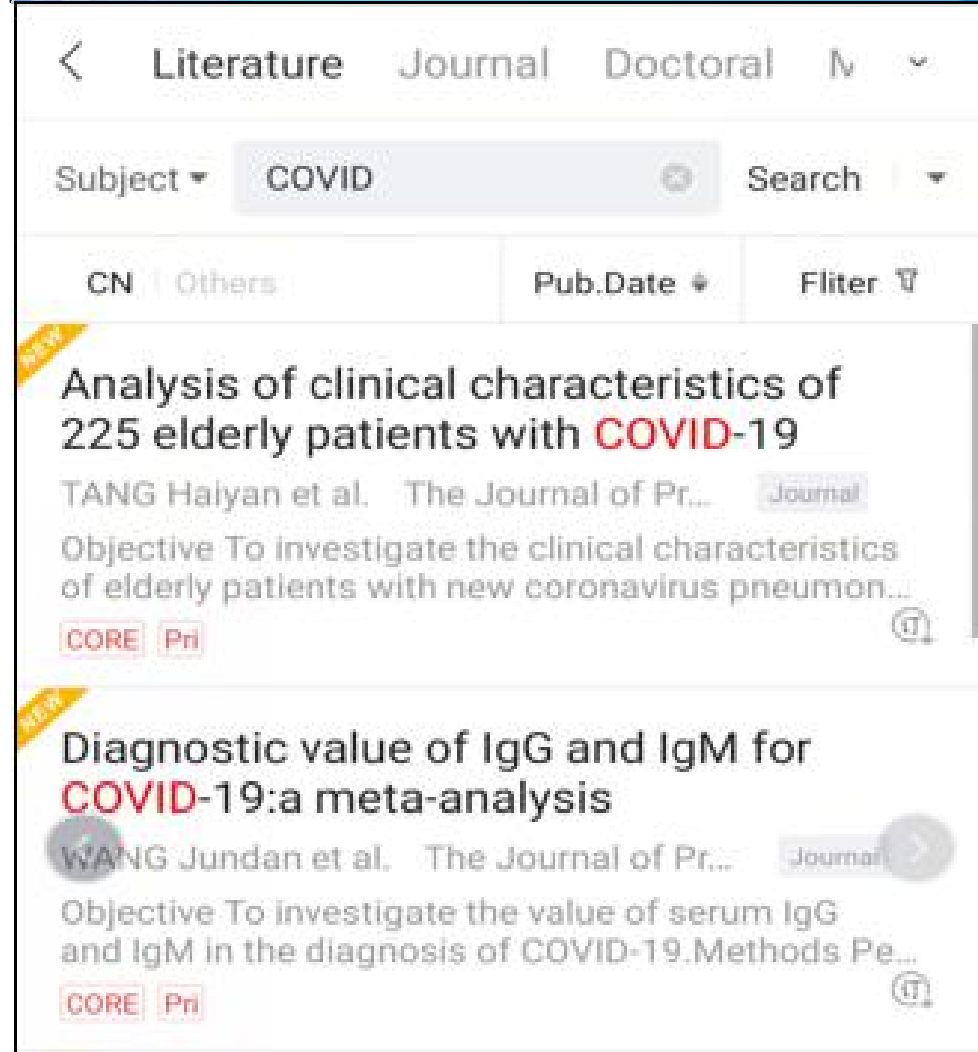 Literature Journal Doctoral
Subject COVID Search
CN Others Pub.Date Fliter
NEW
Analysis of clinical characteristics of
225 elderly patients with COVID-19
TANG Haiyan et al. The Journal of Pr... Journal
Objective To investigate the clinical characteristics
of elderly patients with new coronavirus pneumon...
CORE Pri
NEW
Diagnostic value of IgG and IgM for
COVID-19:a meta-analysis
WANG Jundan et al. The Journal of Pr... Journal
Objective To investigate the value of serum IgG
and IgM in the diagnosis of COVID-19.Methods Pe...
CORE Pri